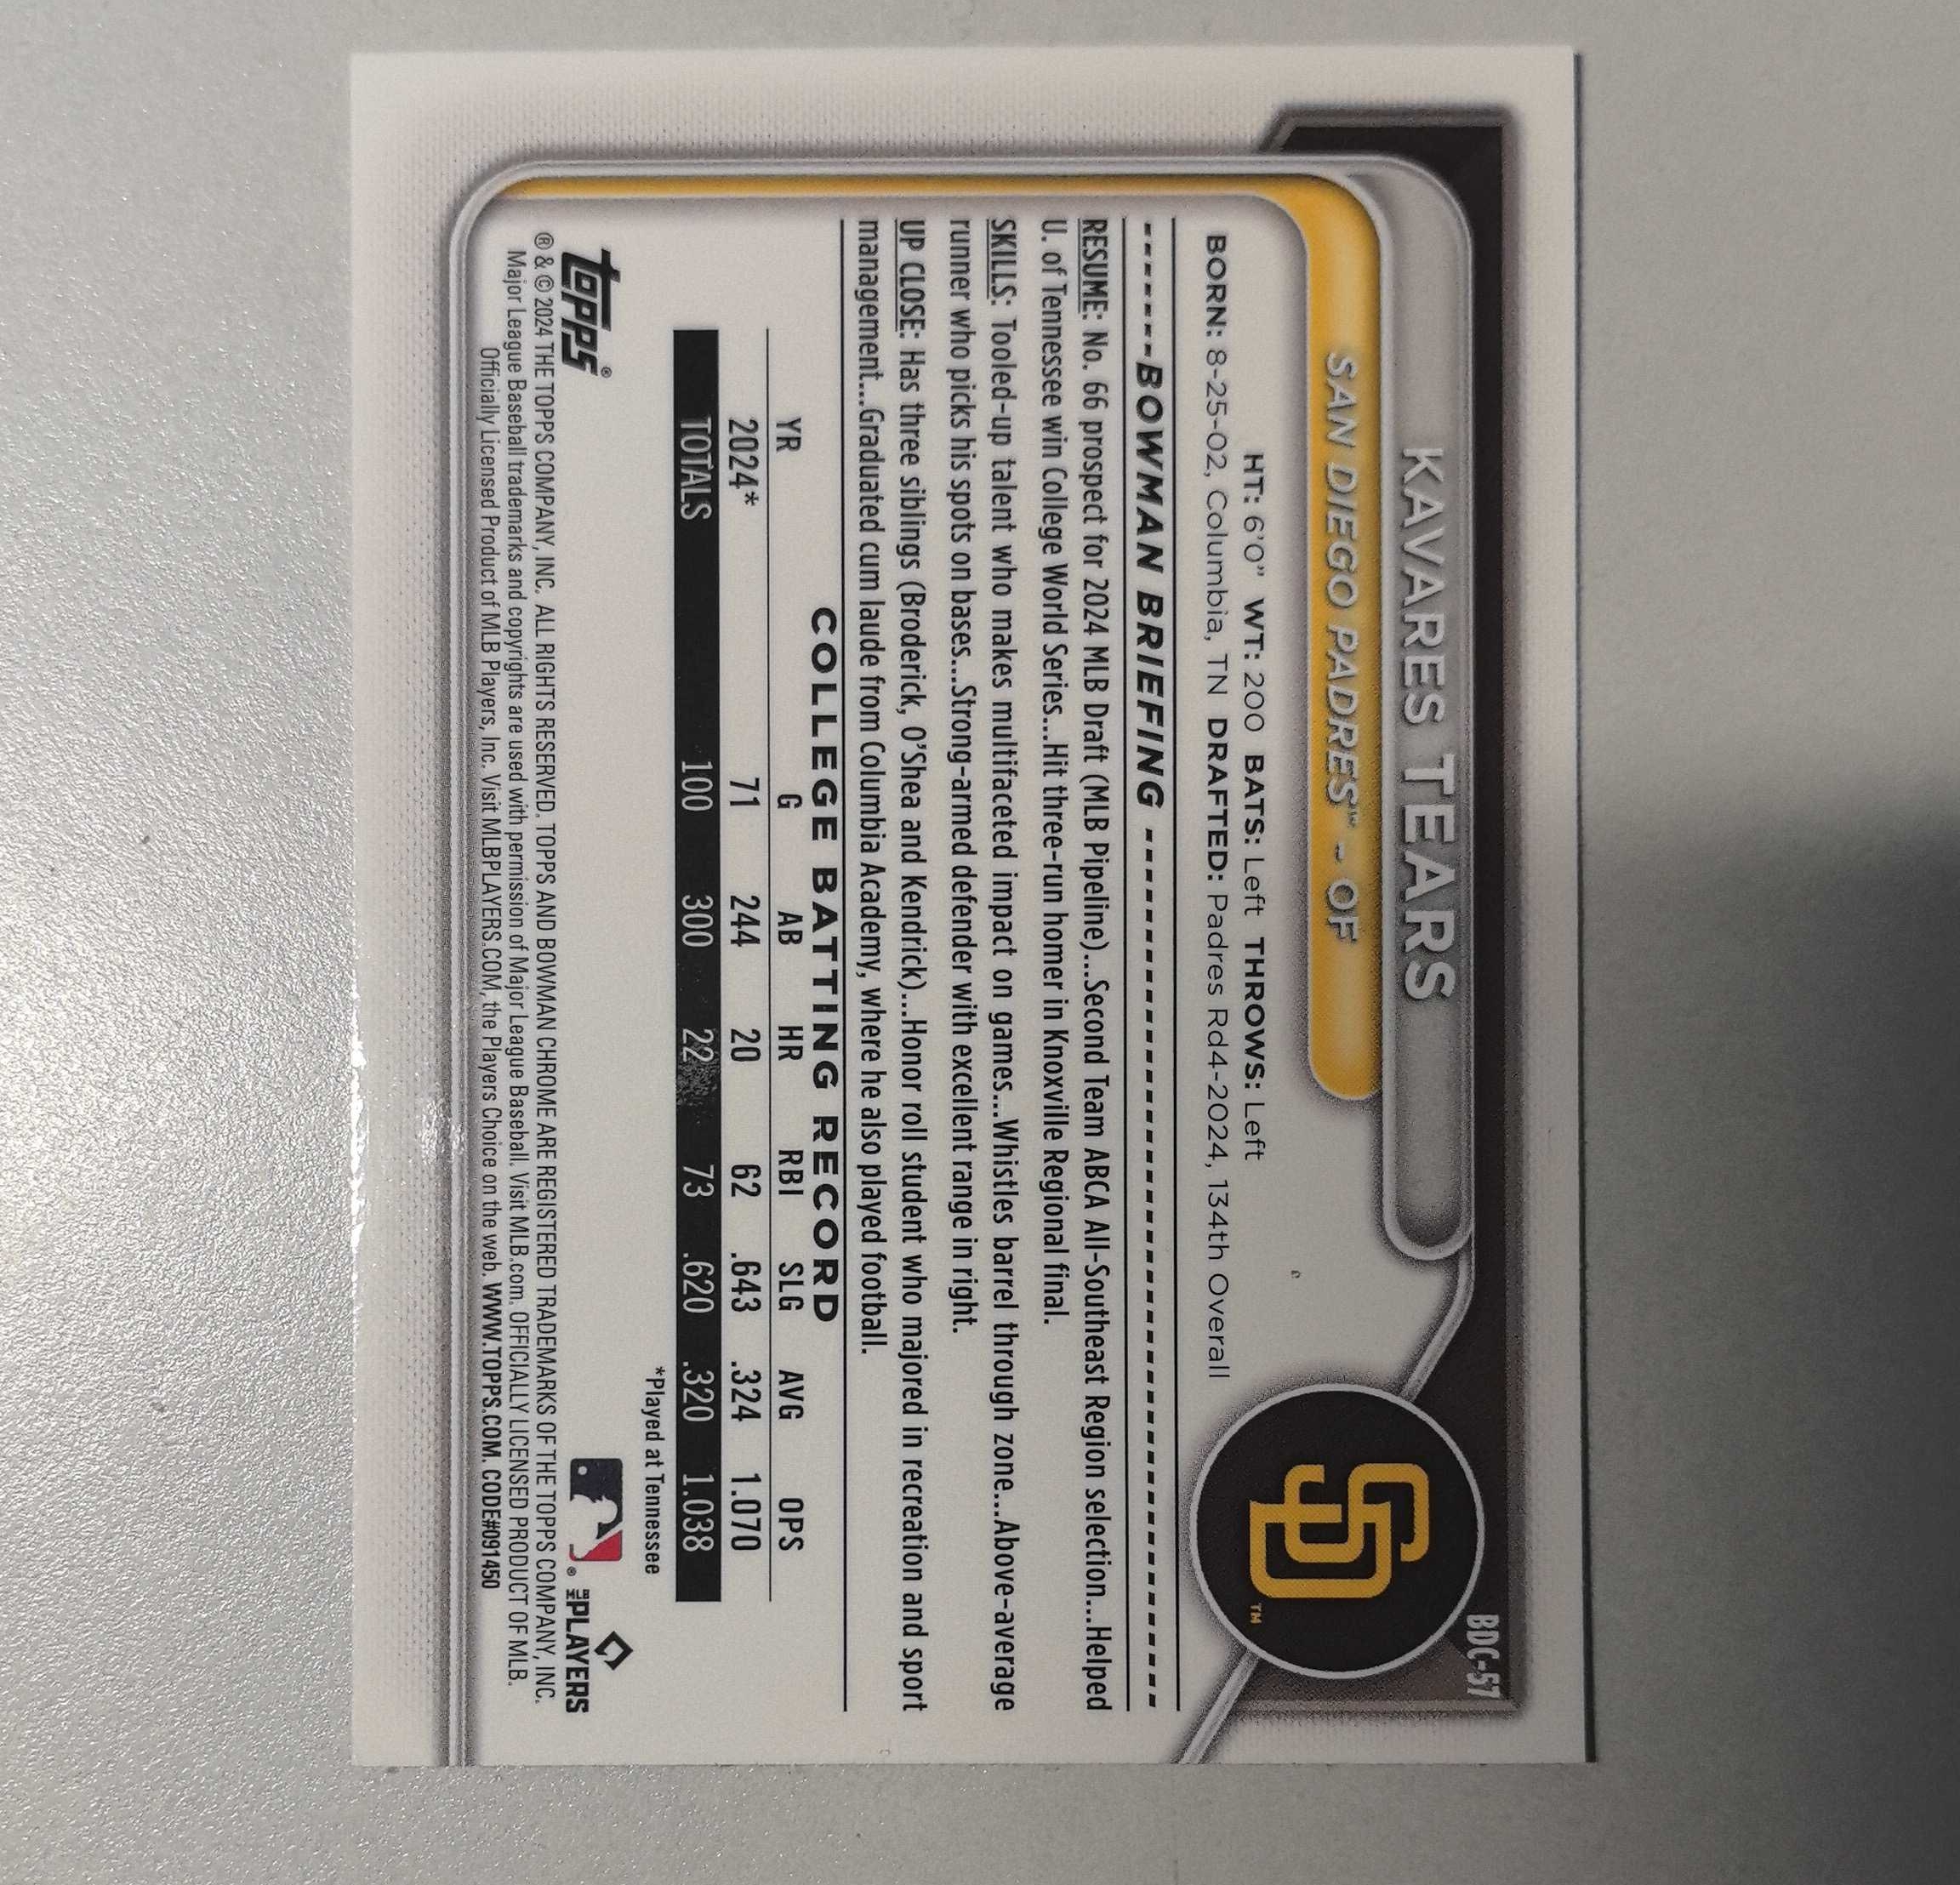 BDC-57
KAVARES TEARS
SAN DIEGO PADRES™ - OF
SD™
HT: 6'0" WT: 200 BATS: Left THROWS: Left
BORN: 8-25-02, Columbia, TN DRAFTED: Padres Rd4-2024, 134th Overall
BOWMAN BRIEFING
RESUME: No. 66 prospect for 2024 MLB Draft (MLB Pipeline)...Second Team ABCA All-Southeast Region selection...Helped
U. of Tennessee win College World Series...Hit three-run homer in Knoxville Regional final.
SKILLS: Tooled-up talent who makes multifaceted impact on games...Whistles barrel through zone...Above-average
runner who picks his spots on bases...Strong-armed defender with excellent range in right.
UP CLOSE: Has three siblings (Broderick, O'Shea and Kendrick)...Honor roll student who majored in recreation and sport
management...Graduated cum laude from Columbia Academy, where he also played football.
COLLEGE BATTING RECORD
YR G AB HR RBI SLG AVG OPS
2024* 71 244 20 62 .643 .324 1.070
TOTALS 100 300 22 73 .620 .320 1.038
*Played at Tennessee
topps®
® THE PLAYERS
® & © 2024 THE TOPPS COMPANY, INC. ALL RIGHTS RESERVED. TOPPS AND BOWMAN CHROME ARE REGISTERED TRADEMARKS OF THE TOPPS COMPANY, INC.
Major League Baseball trademarks and copyrights are used with permission of Major League Baseball. Visit MLB.com. OFFICIALLY LICENSED PRODUCT OF MLB.
Officially Licensed Product of MLB Players, Inc. Visit MLBPLAYERS.COM, the Players Choice on the web. WWW.TOPPS.COM. CODE#091450